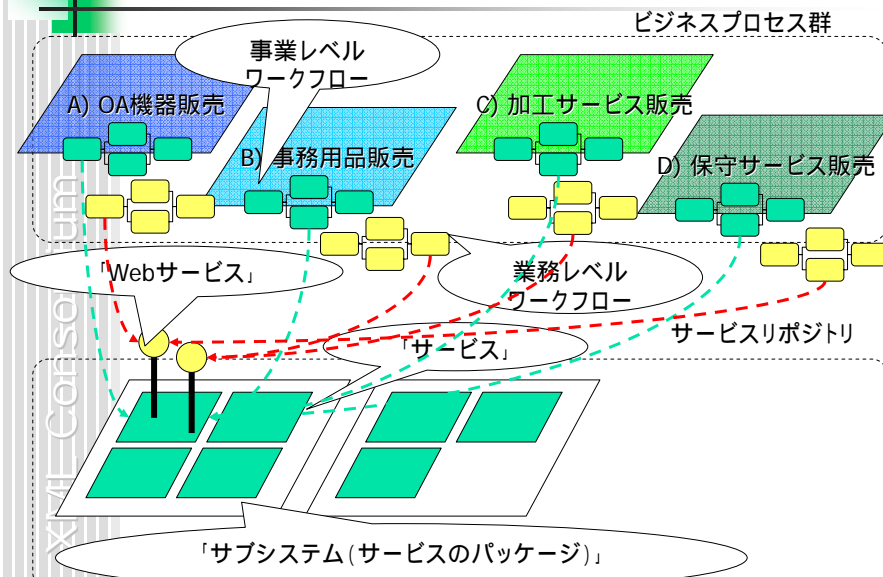 ビジネスプロセス群
事業レベル
ワークフロー
A) OA機器販売
C) 加工サービス販売
B) 事務用品販売
D) 保守サービス販売
「Webサービス」
業務レベル
ワークフロー
サービスリポジトリ
「サービス」
「サブシステム(サービスのパッケージ)」
XML Consortium